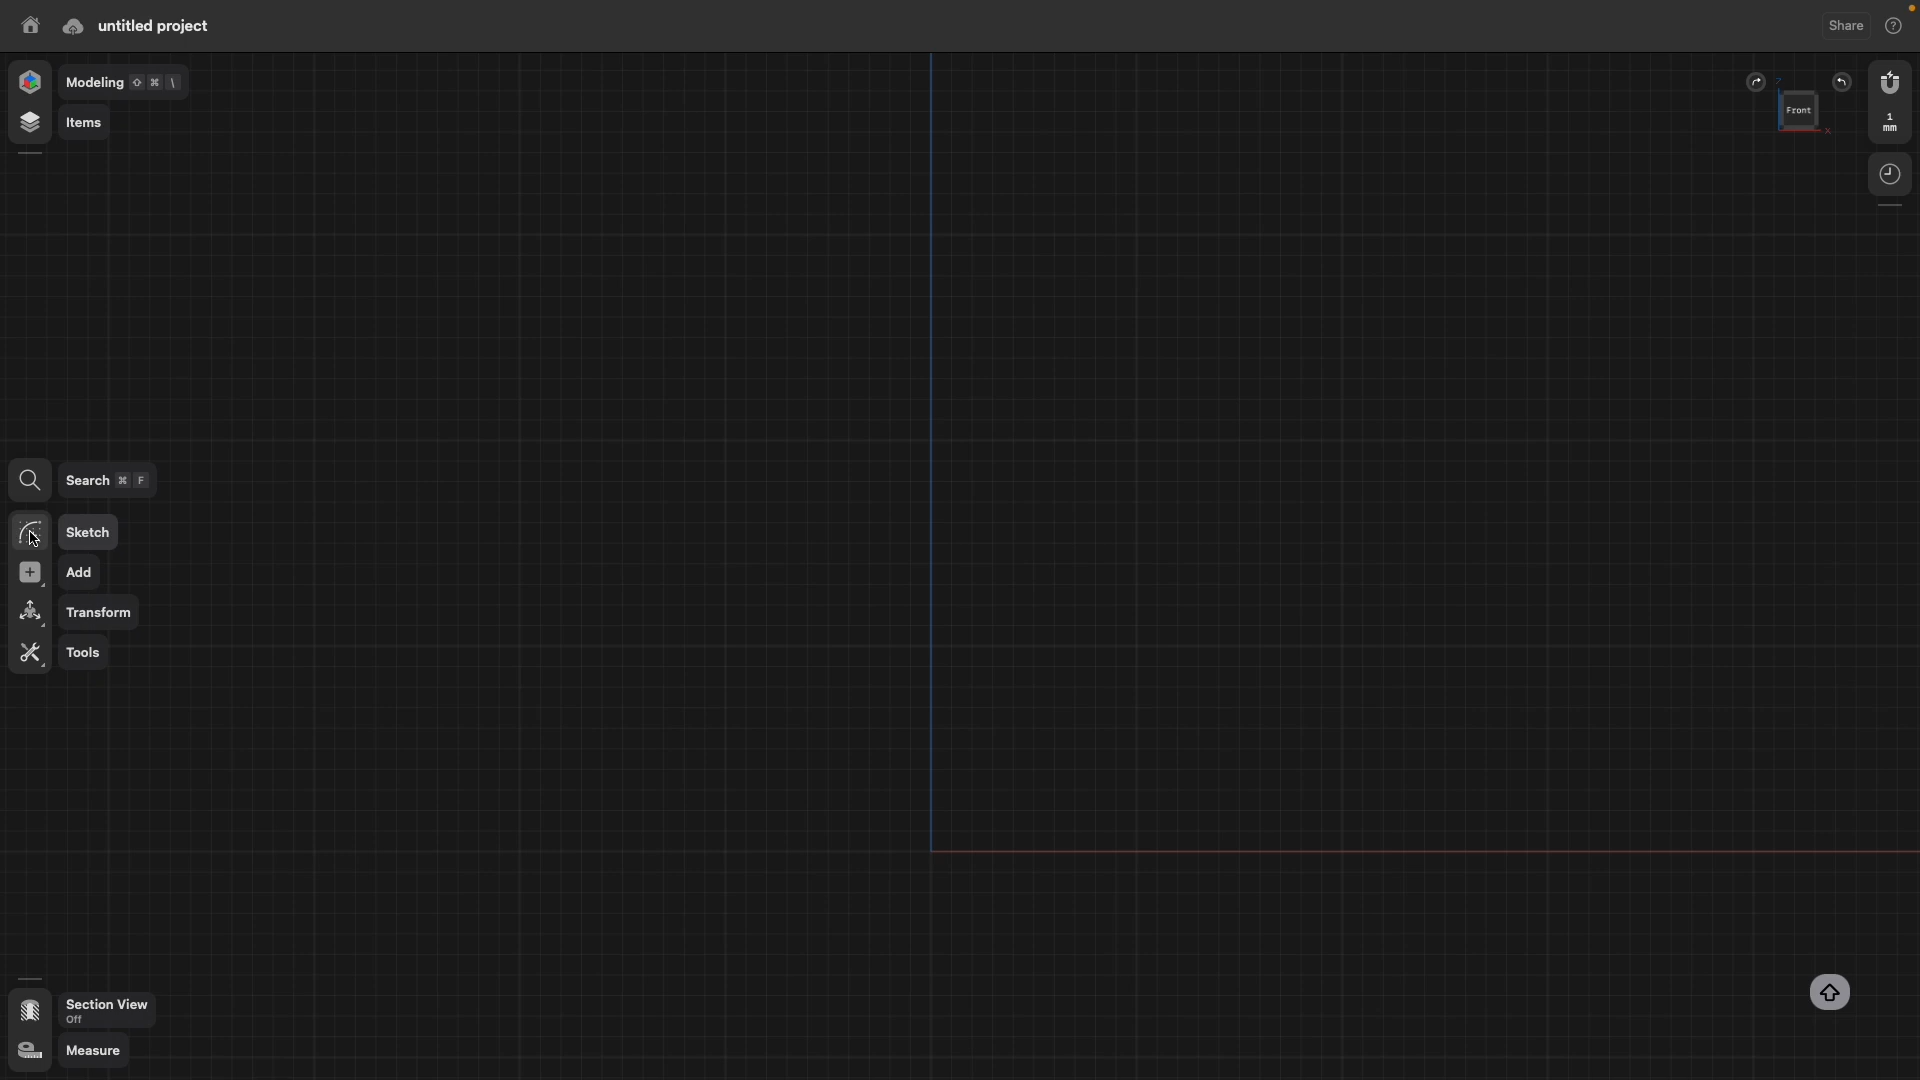 untitled project
Share
Modeling ⇧ ⌘ \
Items
Z
Front
X
1
mm
Search ⌘ F
Sketch
Add
Transform
Tools
Section View
Off
Measure